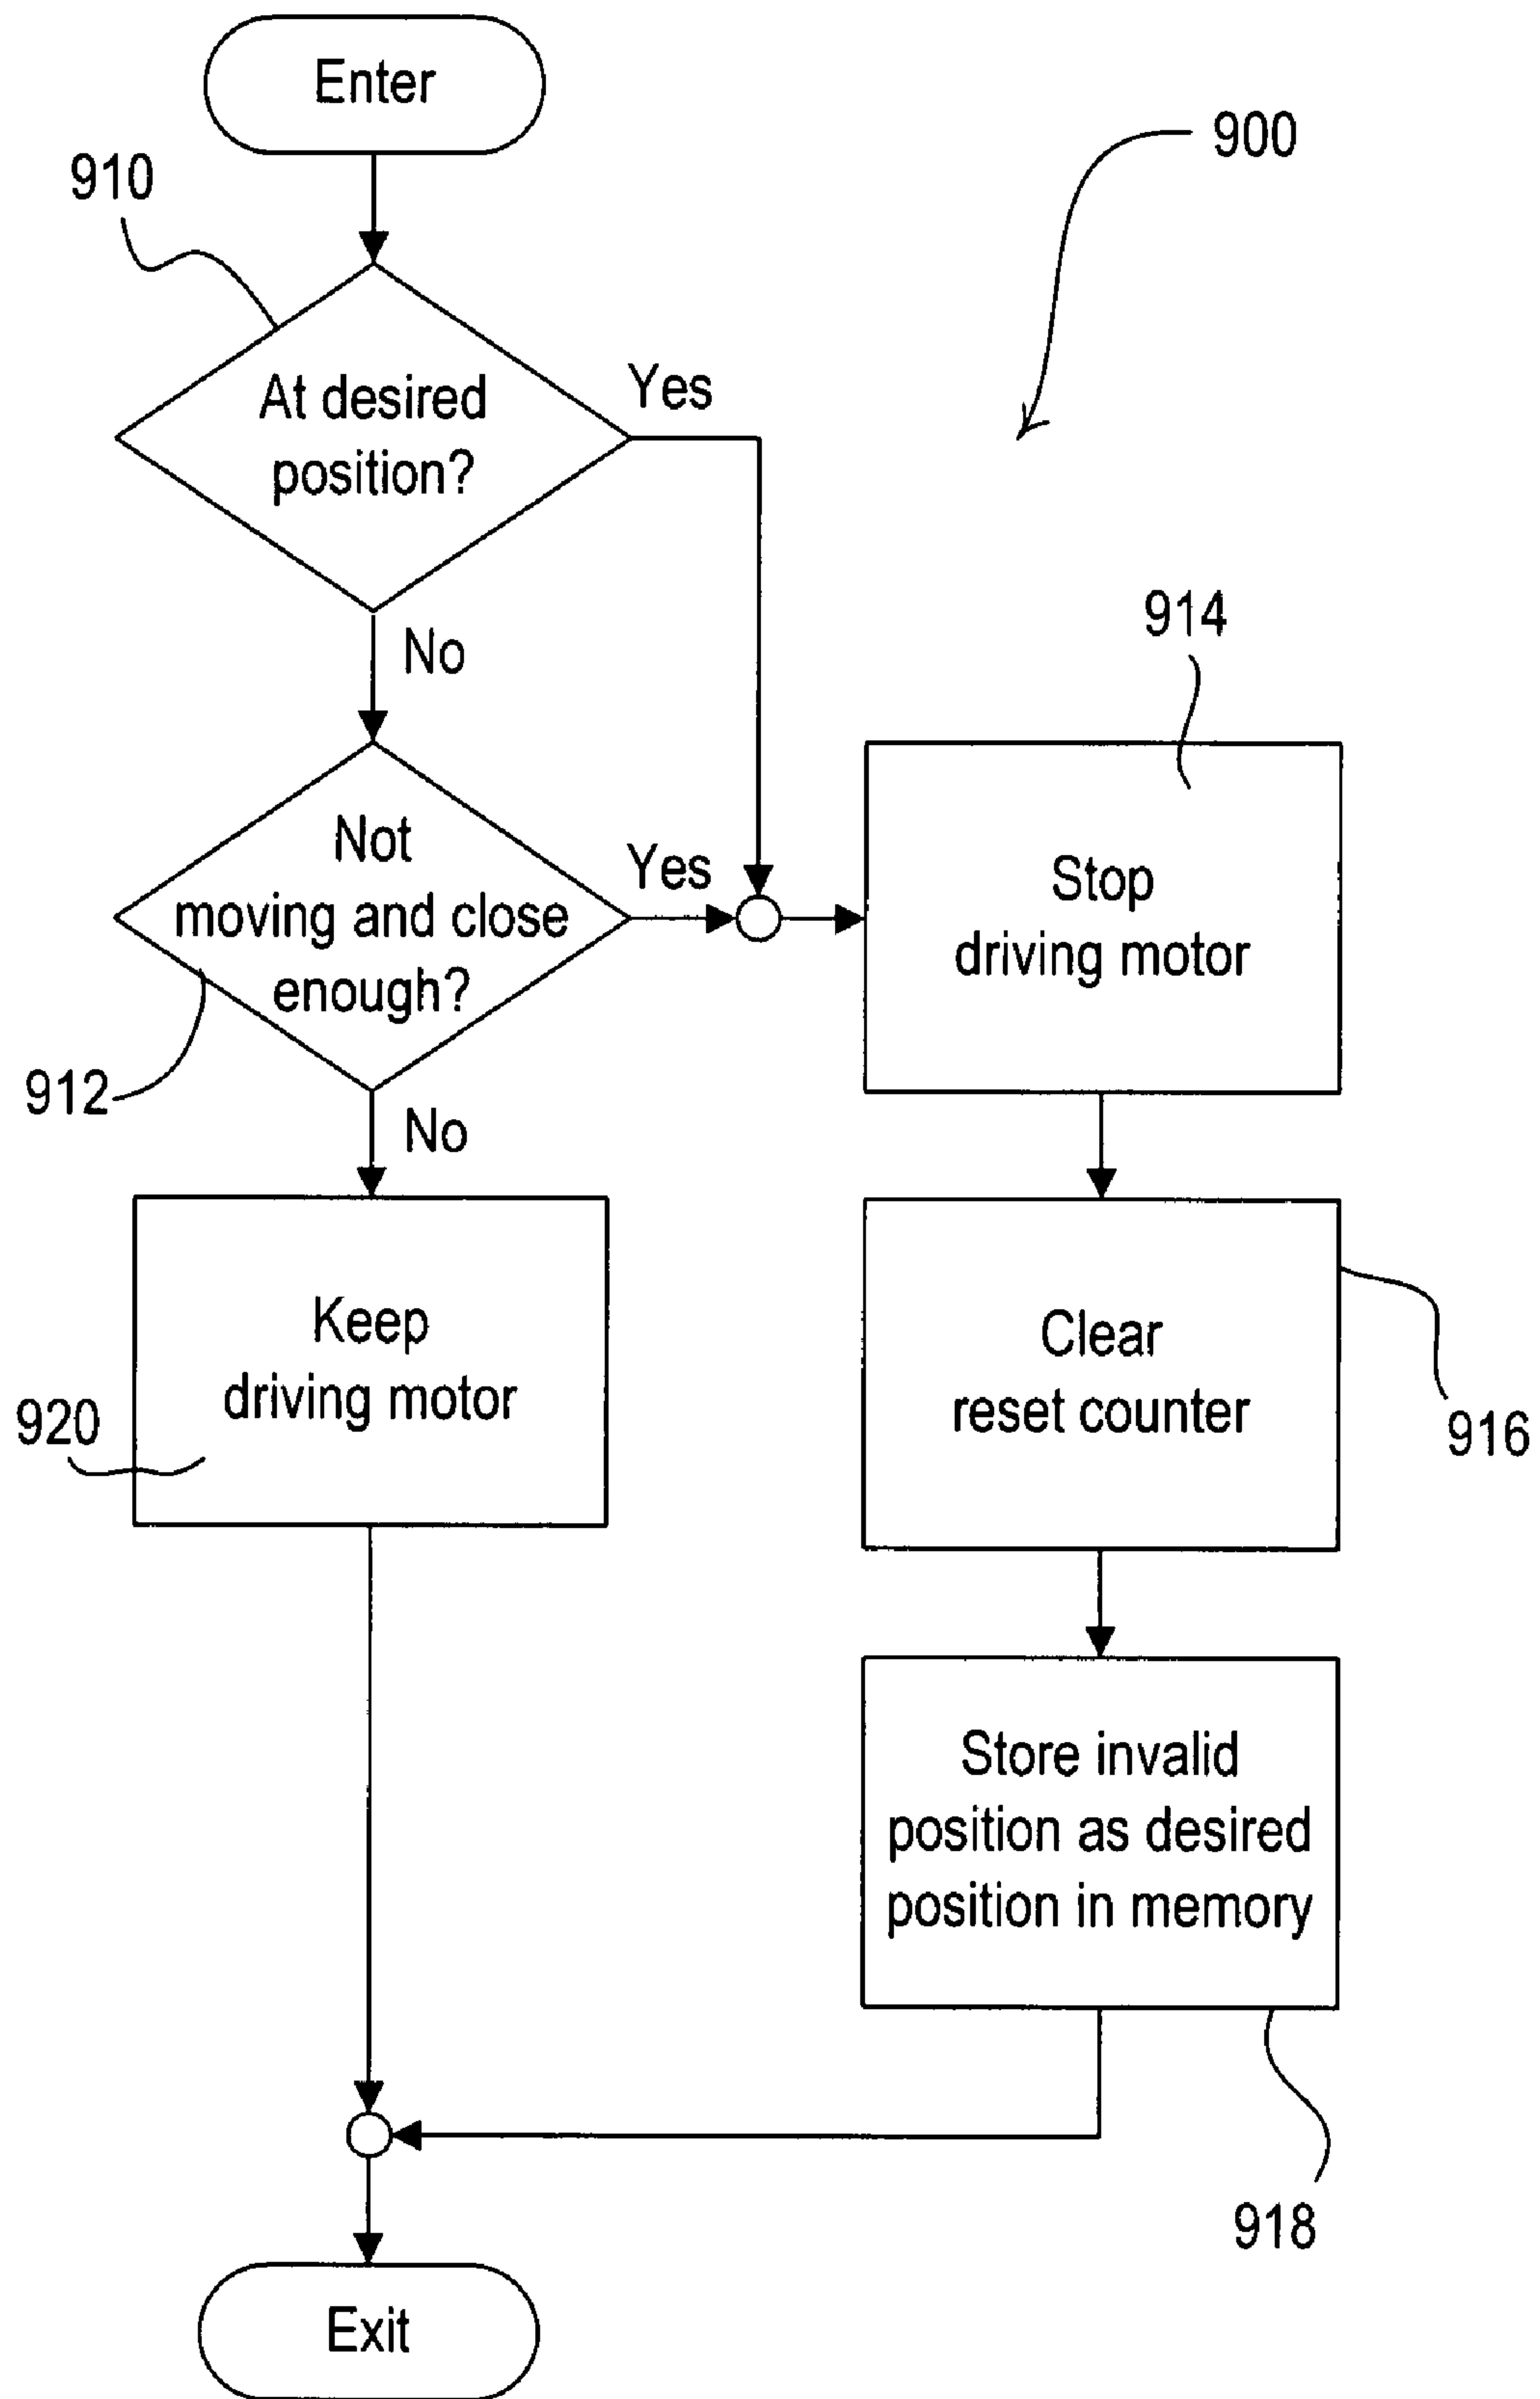 Enter
900
910
At desired
position?
Yes
No
914
Not
moving and close
enough?
Yes
Stop
driving motor
912
No
Keep
driving motor
920
Clear
reset counter
916
Store invalid
position as desired
position in memory
918
Exit